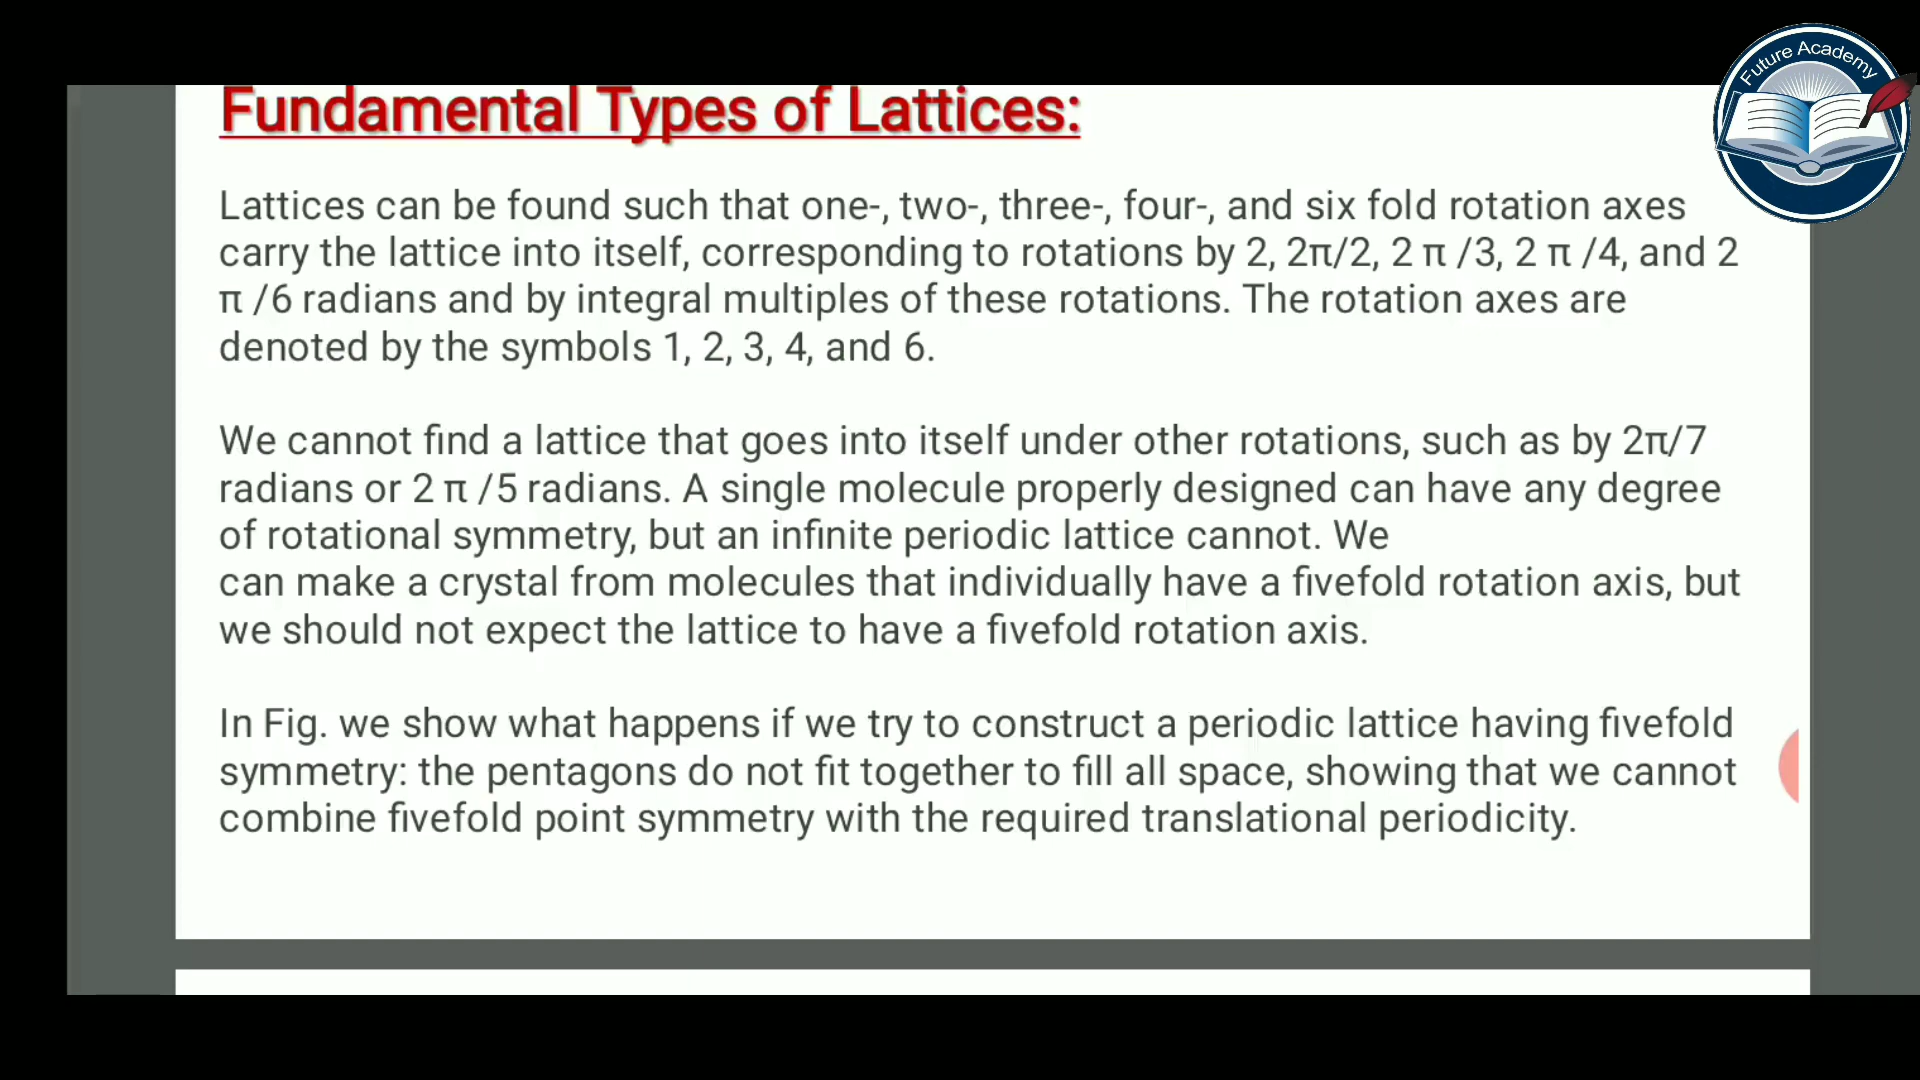 Future Academy
Fundamental Types of Lattices:
Lattices can be found such that one-, two-, three-, four-, and six fold rotation axes
carry the lattice into itself, corresponding to rotations by 2, 2π/2, 2 π /3, 2 π /4, and 2
π /6 radians and by integral multiples of these rotations. The rotation axes are
denoted by the symbols 1, 2, 3, 4, and 6.
We cannot find a lattice that goes into itself under other rotations, such as by 2π/7
radians or 2 π /5 radians. A single molecule properly designed can have any degree
of rotational symmetry, but an infinite periodic lattice cannot. We
can make a crystal from molecules that individually have a fivefold rotation axis, but
we should not expect the lattice to have a fivefold rotation axis.
In Fig. we show what happens if we try to construct a periodic lattice having fivefold
symmetry: the pentagons do not fit together to fill all space, showing that we cannot
combine fivefold point symmetry with the required translational periodicity.